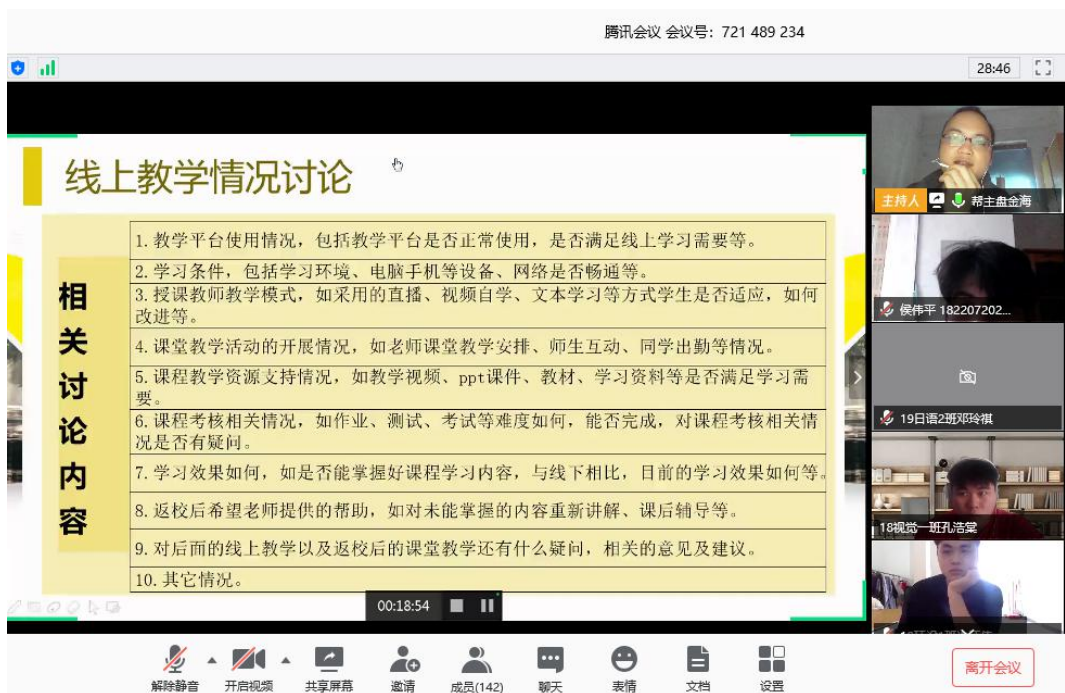 腾讯会议 会议号：721 489 234
28:46
线上教学情况讨论
相关讨论内容
1. 教学平台使用情况，包括教学平台是否正常使用，是否满足线上学习需要等。
2. 学习条件，包括学习环境、电脑手机等设备、网络是否畅通等。
3. 授课教师教学模式，如采用的直播、视频自学、文本学习等方式学生是否适应，如何
改进等。
4. 课堂教学活动的开展情况，如老师课堂教学安排、师生互动、同学出勤等情况。
5. 课程教学资源支持情况，如教学视频、ppt课件、教材、学习资料等是否满足学习需
要。
6. 课程考核相关情况，如作业、测试、考试等难度如何，能否完成，对课程考核相关情
况是否有疑问。
7. 学习效果如何，如是否能掌握好课程学习内容，与线下相比，目前的学习效果如何等。
8. 返校后希望老师提供的帮助，如对未能掌握的内容重新讲解、课后辅导等。
9. 对后面的线上教学以及返校后的课堂教学还有什么疑问，相关的意见及建议。
10. 其它情况。
00:18:54
主持人 帮主盘金海
侯伟平 182207202...
19日语2班邓玲祺
18视觉一班孔浩棠
解除静音
开启视频
共享屏幕
邀请
成员(142)
聊天
表情
文档
设置
离开会议